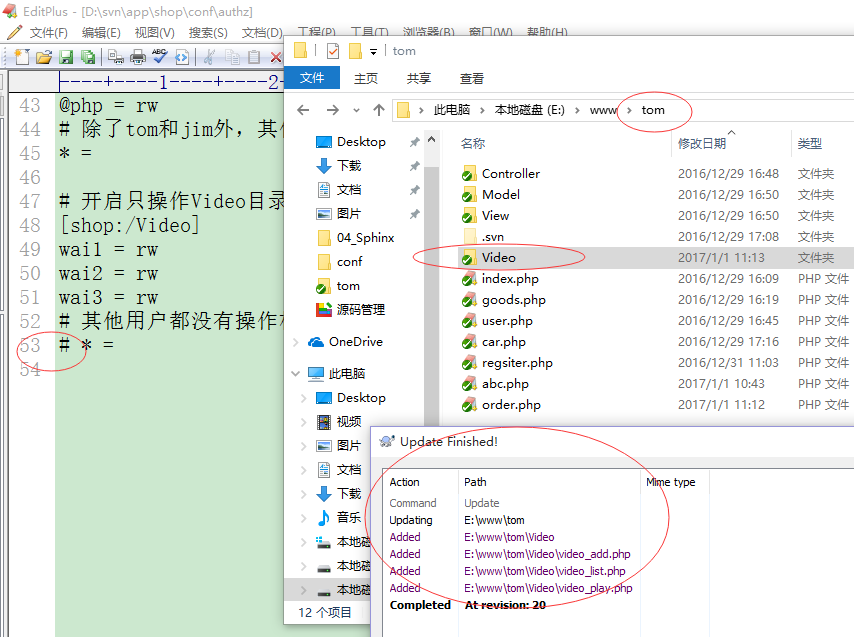 EditPlus - [D:\svn\app\shop\conf\authz]
文件(F) 编辑(E) 视图(V) 搜索(S) 文档(D) 工程(P) 工具(T) 浏览器(B) 窗口(W) 帮助(H)
----+----1----+----2
43 @php = rw
44 # 除了tom和jim外，其
45 * =
46
47 # 开启只操作Video目录
48 [shop:/Video]
49 wai1 = rw
50 wai2 = rw
51 wai3 = rw
52 # 其他用户都没有操作
53 # * =
54
tom
文件 主页 共享 查看
此电脑 本地磁盘 (E:) www tom
Desktop
下载
文档
图片
04_Sphinx
conf
tom
源码管理
OneDrive
此电脑
Desktop
视频
图片
文档
下载
音乐
本地磁
本地磁
本地磁
12 个项目
名称 修改日期 类型
Controller 2016/12/29 16:48 文件夹
Model 2016/12/29 16:50 文件夹
View 2016/12/29 16:50 文件夹
.svn 2016/12/29 17:08 文件夹
Video 2017/1/1 11:13 文件夹
index.php 2016/12/29 16:09 PHP 文件
goods.php 2016/12/29 16:19 PHP 文件
user.php 2016/12/29 16:45 PHP 文件
car.php 2016/12/29 17:16 PHP 文件
regsiter.php 2016/12/31 11:03 PHP 文件
abc.php 2017/1/1 10:43 PHP 文件
order.php 2017/1/1 11:12 PHP 文件
Update Finished!
Action Path Mime type
Command Update
Updating E:\www\tom
Added E:\www\tom\Video
Added E:\www\tom\Video\video_add.php
Added E:\www\tom\Video\video_list.php
Added E:\www\tom\Video\video_play.php
Completed At revision: 20